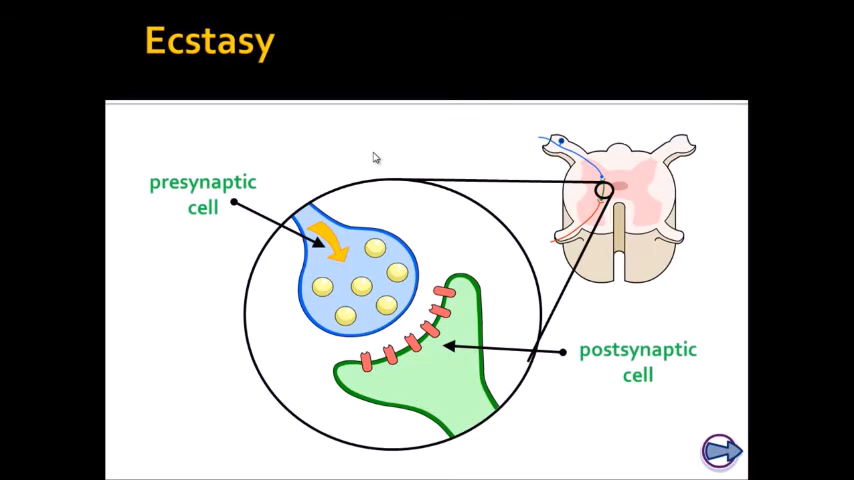 Ecstasy
presynaptic
cell
postsynaptic
cell